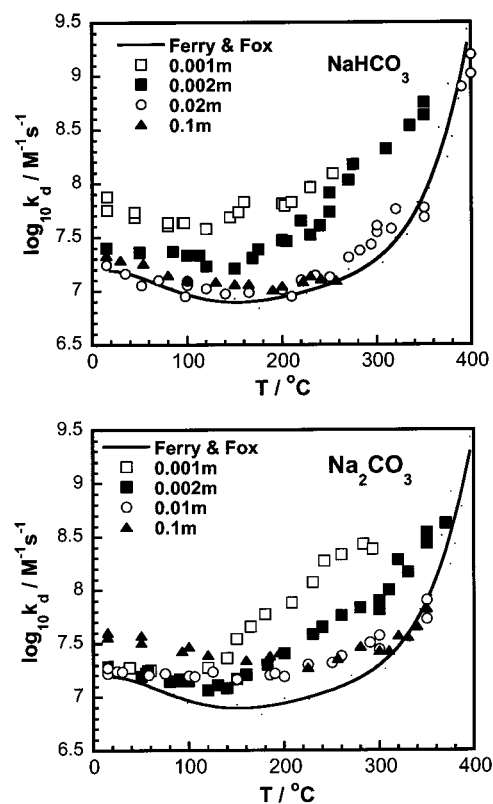 9.5
Ferry & Fox
0.001m
0.002m
0.02m
0.1m
NaHCO3
9
8.5
8
7.5
7
6.5
log10 kd / M-1s-1
0 100 200 300 400
T / oC
9.5
Ferry & Fox
0.001m
0.002m
0.01m
0.1m
Na2CO3
9
8.5
8
7.5
7
6.5
log10 kd / M-1s-1
0 100 200 300 400
T / oC